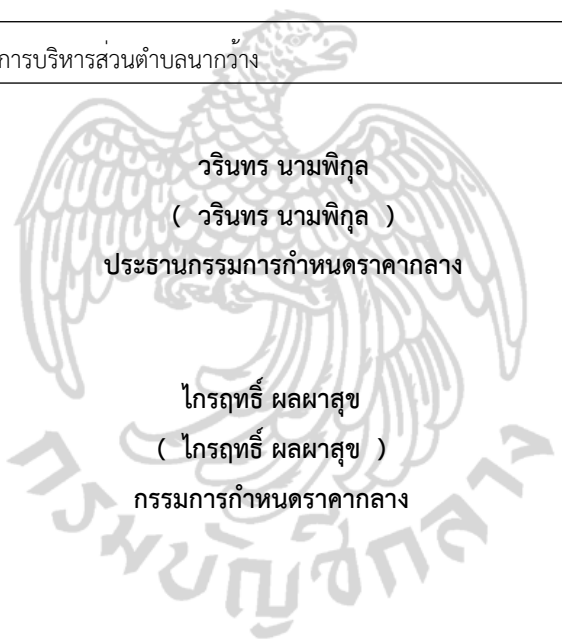 การบริหารส่วนตำบลนากว้าง
วรินทร นามพิกุล
( วรินทร นามพิกุล )
ประธานกรรมการกำหนดราคากลาง
ไกรฤทธิ์ ผลผาสุข
( ไกรฤทธิ์ ผลผาสุข )
กรรมการกำหนดราคากลาง
กรมบัญชีกลาง